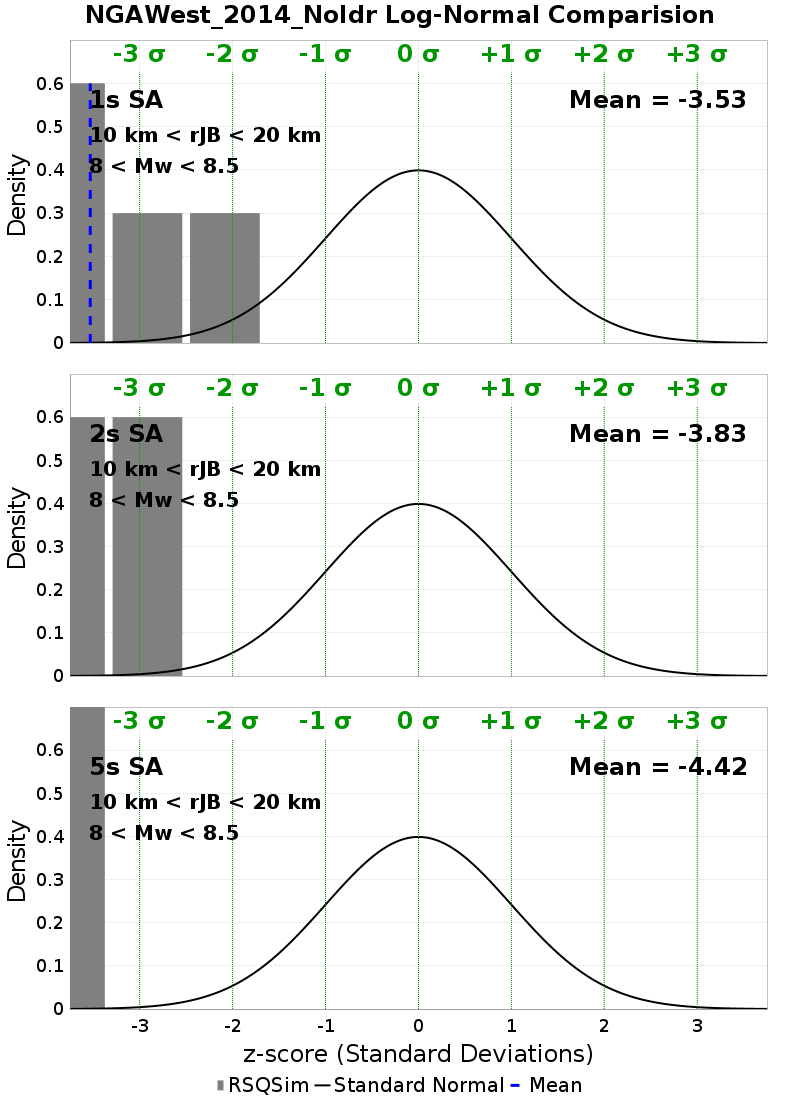 NGAWest_2014_NoIdr Log-Normal Comparision
-3 σ -2 σ -1 σ 0 σ +1 σ +2 σ +3 σ
1s SA
Mean = -3.53
10 km < rJB < 20 km
8 < Mw < 8.5
Density
0.6
0.5
0.4
0.3
0.2
0.1
0
-3 σ -2 σ -1 σ 0 σ +1 σ +2 σ +3 σ
2s SA
Mean = -3.83
10 km < rJB < 20 km
8 < Mw < 8.5
Density
0.6
0.5
0.4
0.3
0.2
0.1
0
-3 σ -2 σ -1 σ 0 σ +1 σ +2 σ +3 σ
5s SA
Mean = -4.42
10 km < rJB < 20 km
8 < Mw < 8.5
Density
0.6
0.5
0.4
0.3
0.2
0.1
0
-3 -2 -1 0 1 2 3
z-score (Standard Deviations)
RSQSim Standard Normal Mean